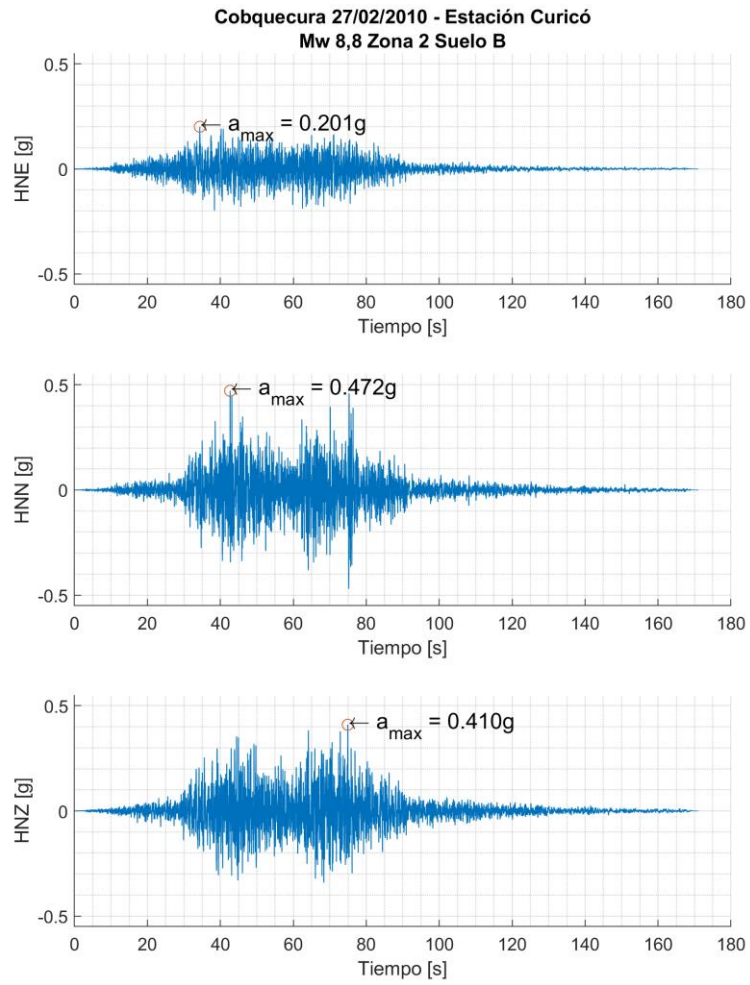 Cobquecura 27/02/2010 - Estación Curicó
Mw 8,8 Zona 2 Suelo B
0.5
0
-0.5
HNE [g]
← a_max = 0.201g
0 20 40 60 80 100 120 140 160 180
Tiempo [s]
0.5
0
-0.5
HNN [g]
← a_max = 0.472g
0 20 40 60 80 100 120 140 160 180
Tiempo [s]
0.5
0
-0.5
HNZ [g]
← a_max = 0.410g
0 20 40 60 80 100 120 140 160 180
Tiempo [s]